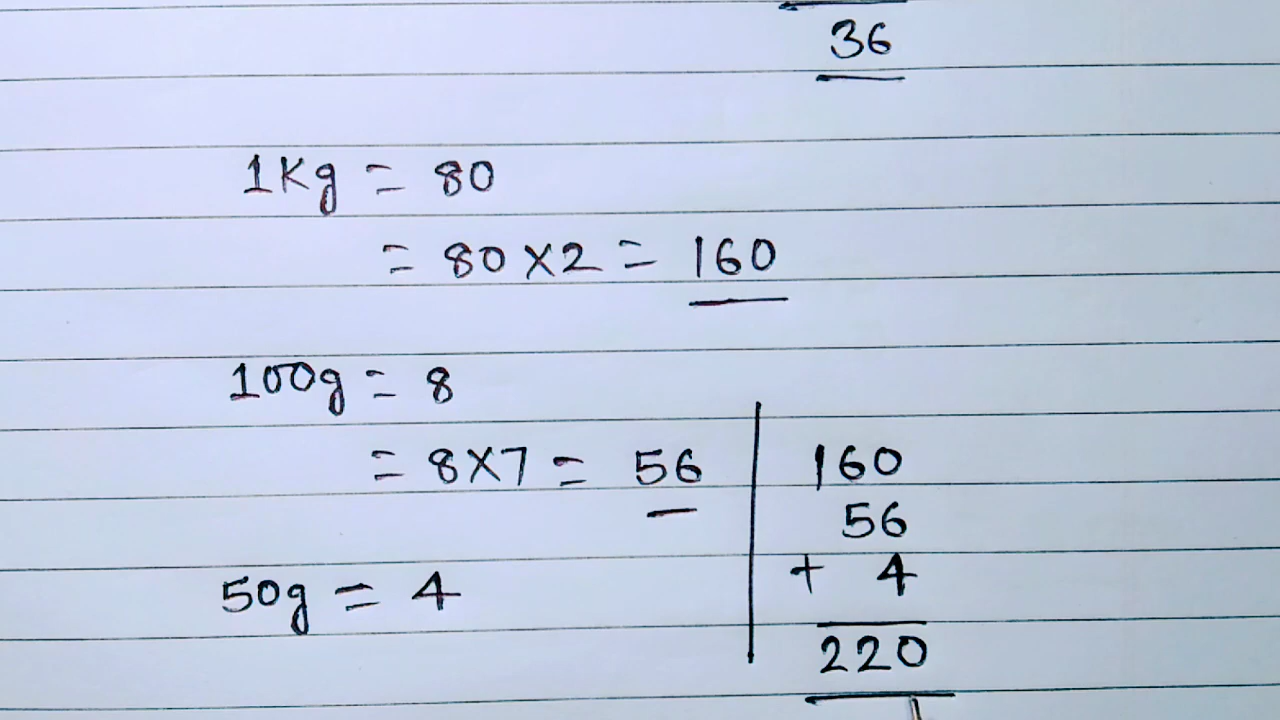 36
1Kg = 80
= 80 X 2 = 160
100g = 8
= 8 X 7 = 56
50g = 4
160
56
+ 4
220